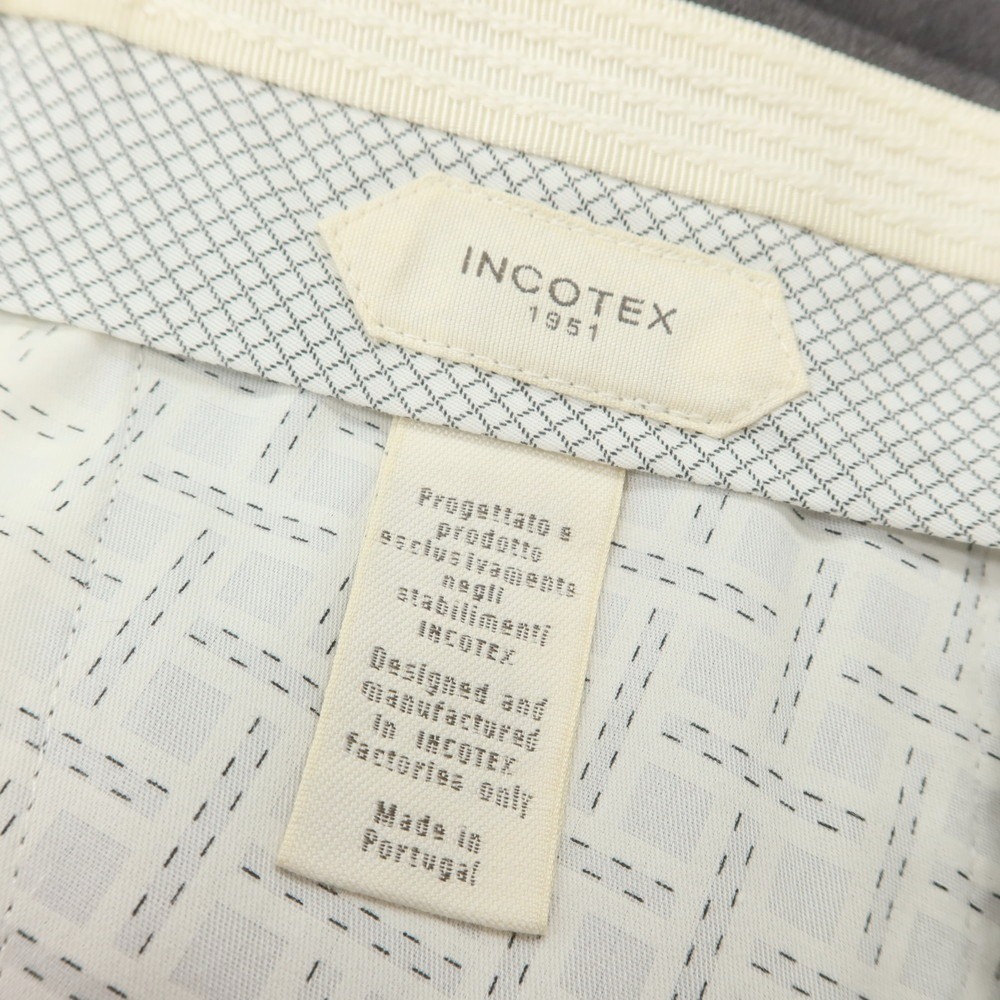 INCOTEX
1951
Progettato e
prodotto
esclusivamente
negli
stabilimenti
INCOTEX
Designed and
manufactured
in INCOTEX
factories only
Made in
Portugal